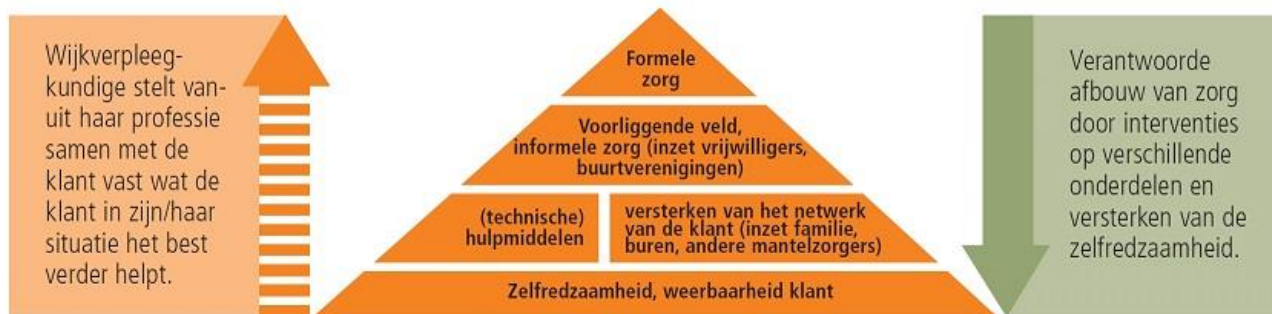 Wijkverpleeg-
kundige stelt van-
uit haar professie
samen met de
klant vast wat de
klant in zijn/haar
situatie het best
verder helpt.
Formele
zorg
Voorliggende veld,
informele zorg (inzet vrijwilligers,
buurtverenigingen)
(technische)
hulpmiddelen
versterken van het netwerk
van de klant (inzet familie,
buren, andere mantelzorgers)
Zelfredzaamheid, weerbaarheid klant
Verantwoorde
afbouw van zorg
door interventies
op verschillende
onderdelen en
versterken van de
zelfredzaamheid.